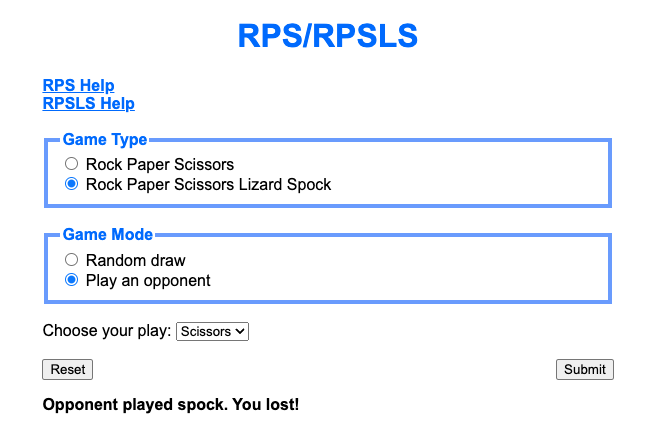 RPS/RPSLS
RPS Help
RPSLS Help
Game Type
Rock Paper Scissors
Rock Paper Scissors Lizard Spock
Game Mode
Random draw
Play an opponent
Choose your play: Scissors
Reset Submit
Opponent played spock. You lost!